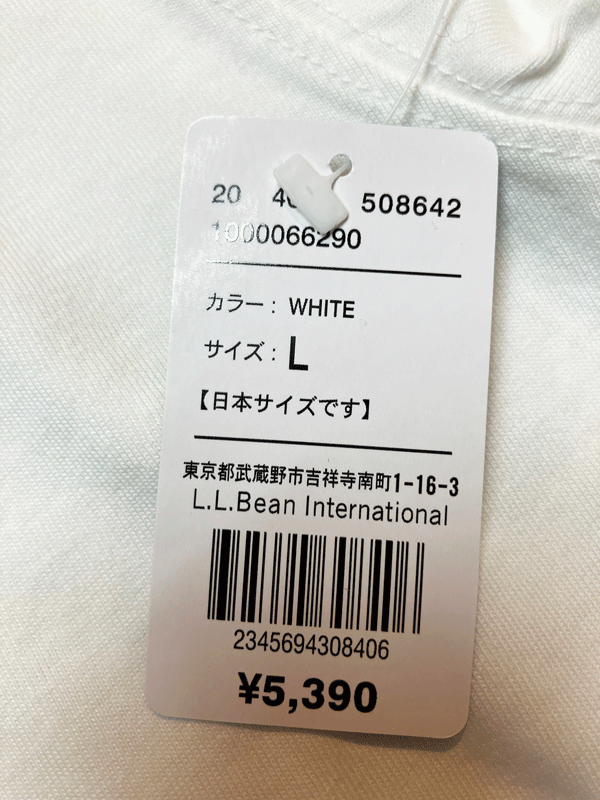 20 508642
1000066290
カラー: WHITE
サイズ: L
【日本サイズです】
東京都武蔵野市吉祥寺南町1-16-3
L.L.Bean International
2345694308406
¥5,390